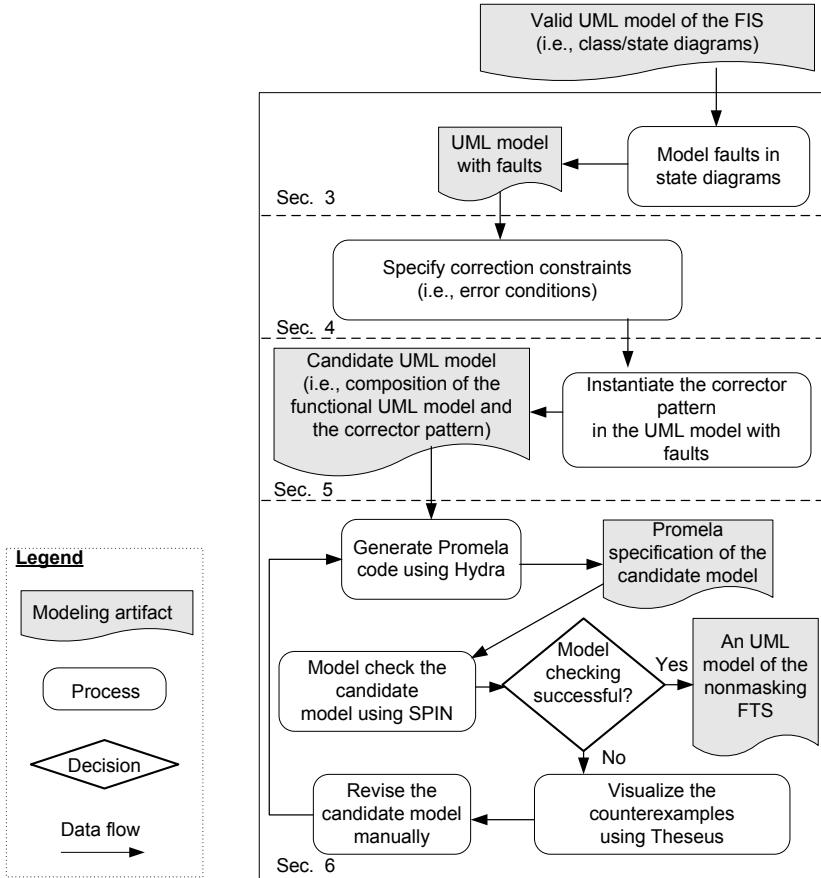 Valid UML model of the FIS
(i.e., class/state diagrams)
UML model
with faults
Model faults in
state diagrams
Sec. 3
Specify correction constraints
(i.e., error conditions)
Sec. 4
Candidate UML model
(i.e., composition of the
functional UML model and
the corrector pattern)
Instantiate the corrector
pattern
in the UML model with
faults
Sec. 5
Generate Promela
code using Hydra
Promela
specification of the
candidate model
Model check the
candidate
model using SPIN
Model
checking
successful?
Yes
An UML
model of the
nonmasking
FTS
No
Revise the
candidate model
manually
Visualize the
counterexamples
using Theseus
Sec. 6
Legend
Modeling artifact
Process
Decision
Data flow